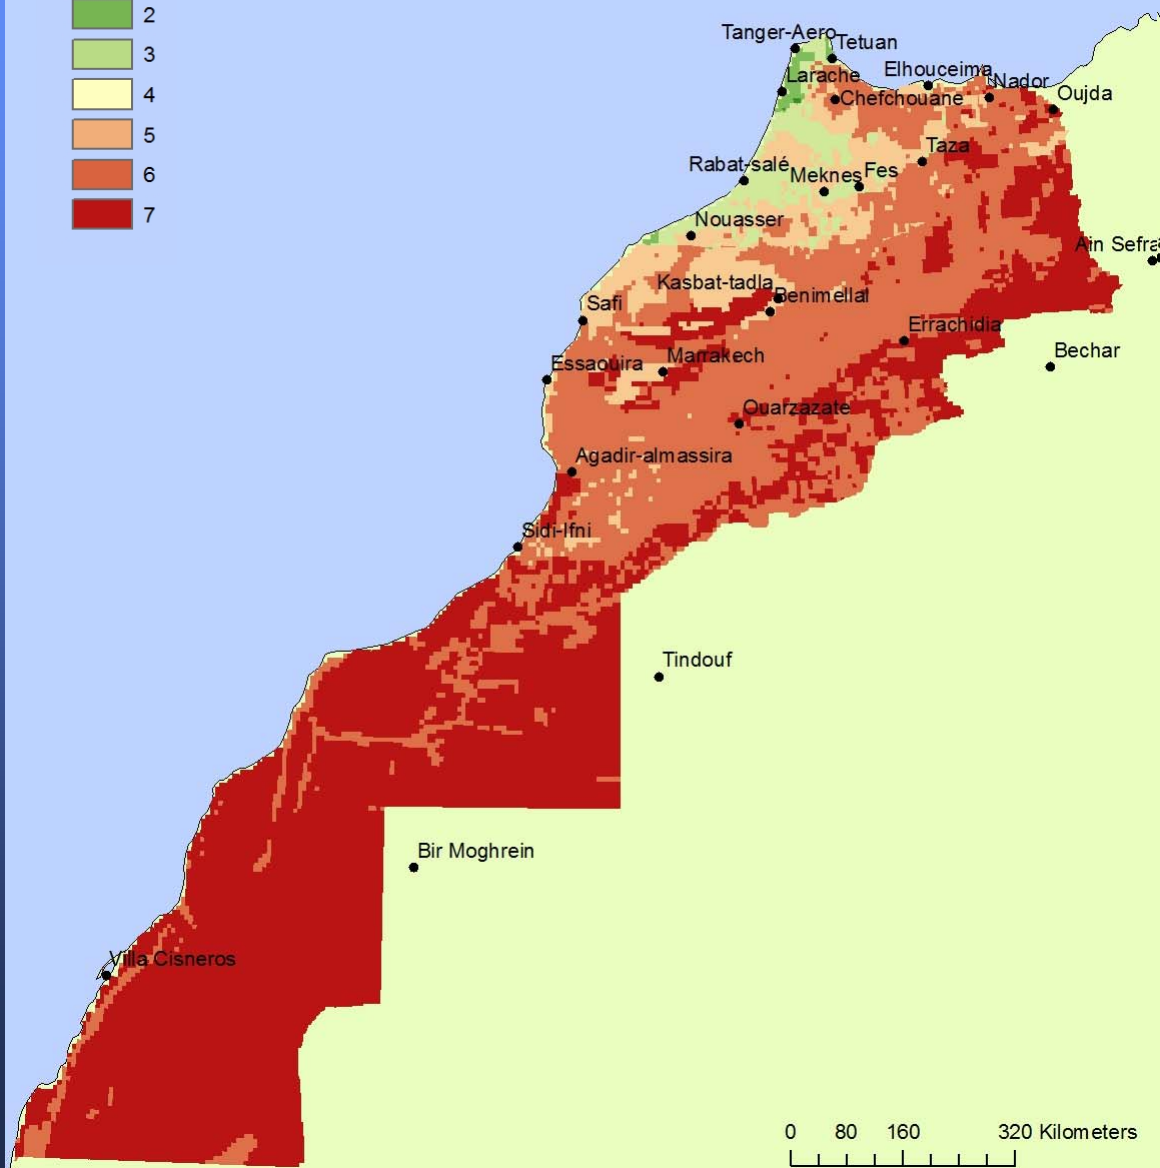 2
3
4
5
6
7
Tanger-Aero
Tetuan
Larache
Elhouceima
Nador
Chefchouane
Oujda
Taza
Rabat-salé
Meknes
Fes
Nouasser
Ain Sefra
Kasbat-tadla
Benimellal
Safi
Errachidia
Essaouira
Marrakech
Bechar
Ouarzazate
Agadir-almassira
Sidi-Ifni
Tindouf
Bir Moghrein
Villa Cisneros
0 80 160 320 Kilometers